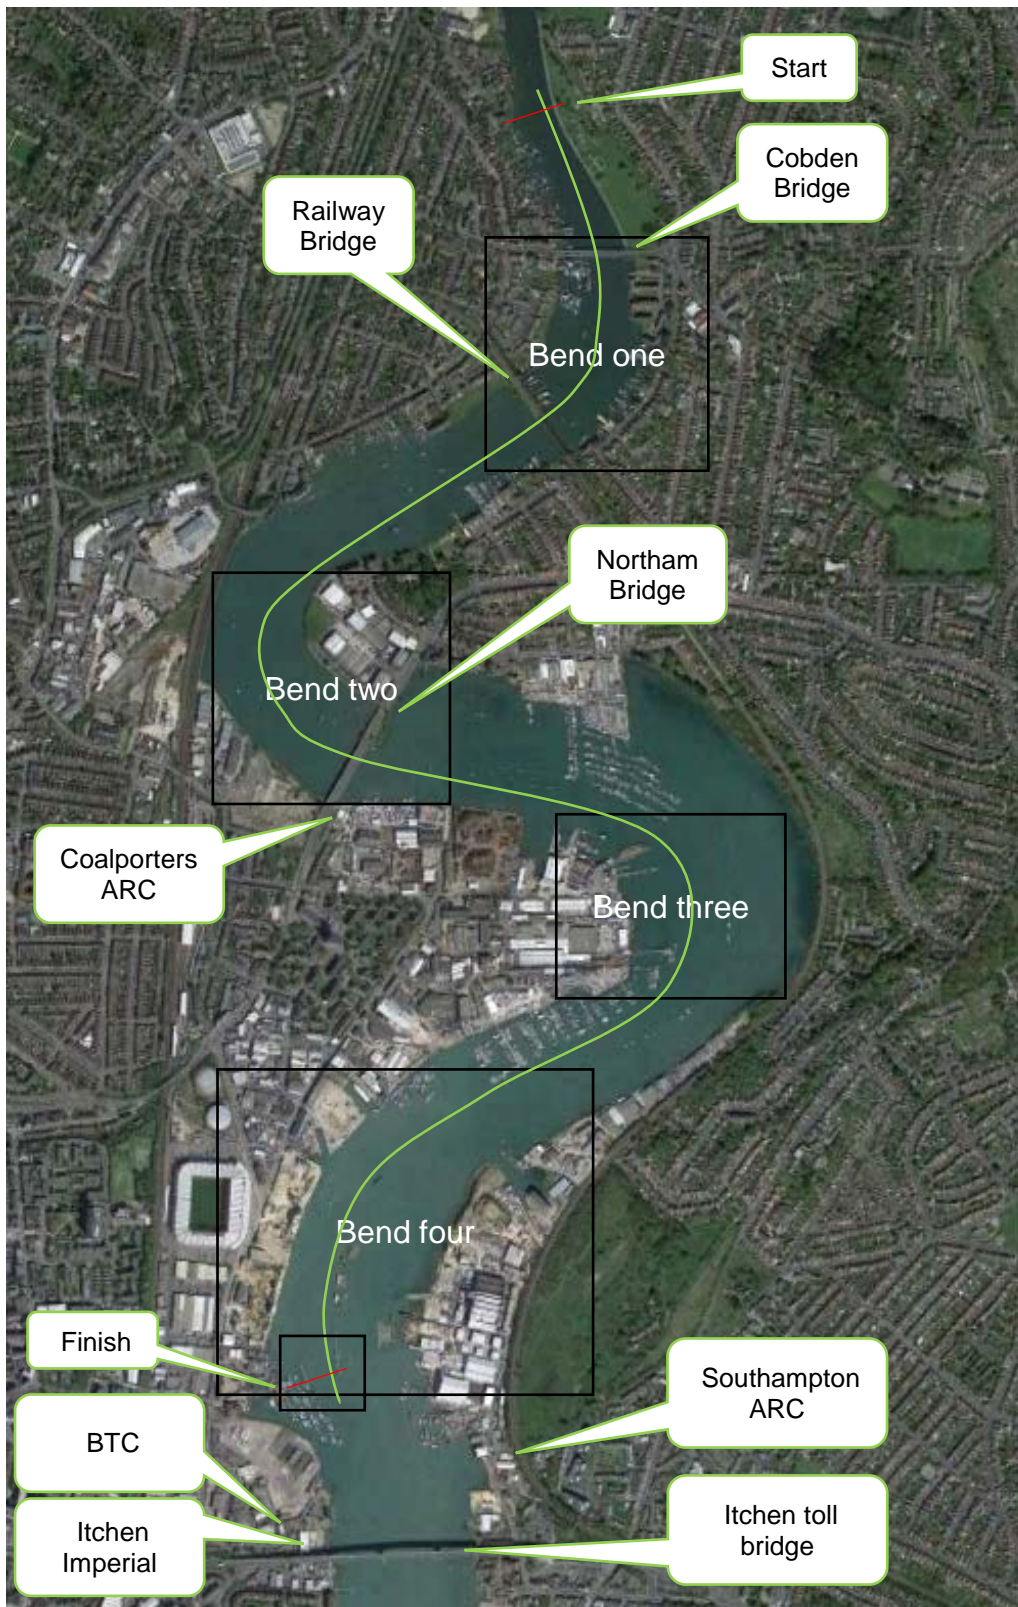 Start
Cobden
Bridge
Railway
Bridge
Bend one
Northam
Bridge
Bend two
Coalporters
ARC
Bend three
Bend four
Finish
Southampton
ARC
BTC
Itchen
Imperial
Itchen toll
bridge